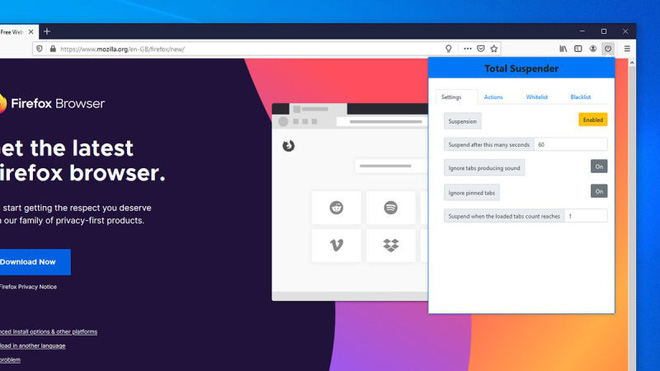 Free Web
https://www.mozilla.org/en-GB/firefox/new/
Total Suspender
Settings
Actions
Whitelist
Blacklist
Suspension
Enabled
Suspend after this many seconds
60
Ignore tabs producing sound
On
Ignore pinned tabs
On
Suspend when the loaded tabs count reaches
1
Firefox Browser
et the latest
irefox browser.
start getting the respect you deserve
our family of privacy-first products.
Download Now
Firefox Privacy Notice
nced install options & other platforms
load in another language
problem